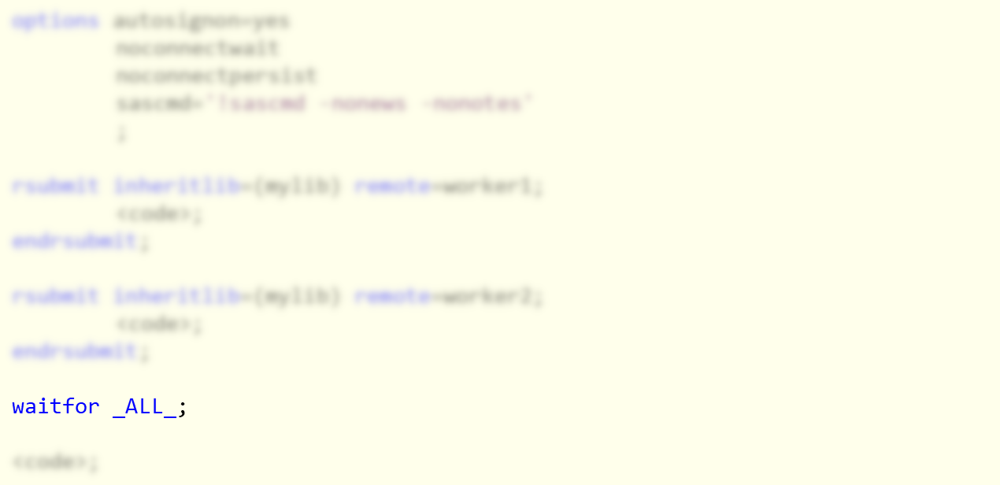 options autosignon=yes
noconnectwait
noconnectpersist
sascmd='!sascmd -nonews -nonotes'
;
rsubmit inheritlib=(mylib) remote=worker1;
<code>;
endrsubmit;
rsubmit inheritlib=(mylib) remote=worker2;
<code>;
endrsubmit;
waitfor _ALL_;
<code>;